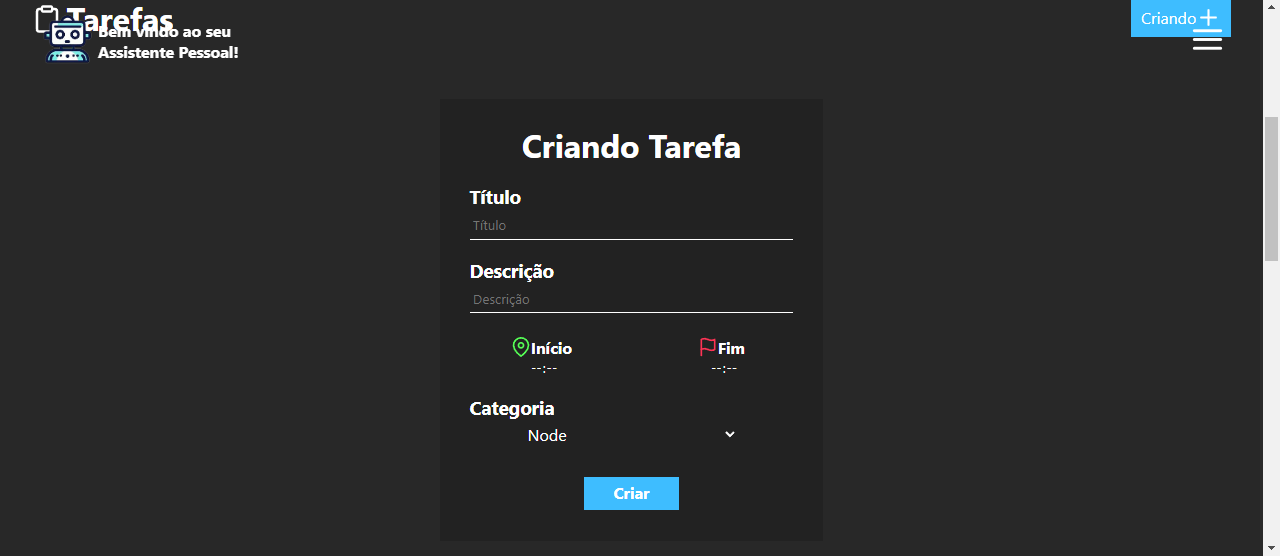 Tarefas
Bem vindo ao seu
Assistente Pessoal!
Criando
Criando Tarefa
Título
Título
Descrição
Descrição
Início
Fim
--:--
--:--
Categoria
Node
Criar